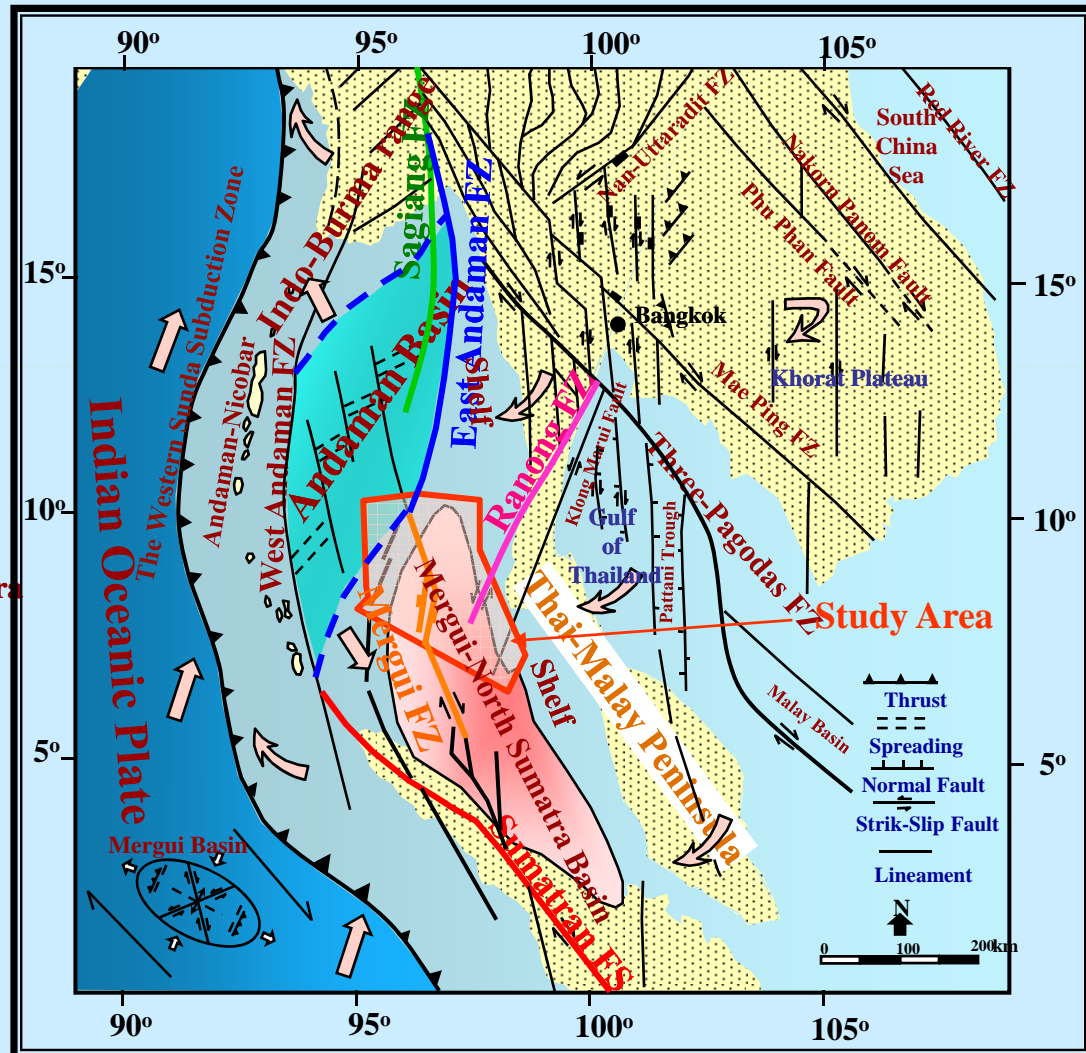 90º 95º 100º 105º
Indo-Burma range
Sagiang F
East Andaman FZ
Nan-Uttaradit FZ
South
China
Sea
Red River FZ
Nakorn Panom Fault
Phu Phan Fault
15º 15º
The Western Sunda Subduction Zone
Bangkok
Khorat Plateau
Mae Ping FZ
Andaman Basin
Shelf
Andaman-Nicobar
West Andaman FZ
Indian Oceanic Plate
Ranong FZ
Klong Marui Fault
Three-Pagodas FZ
10º 10º
Gulf
of
Thailand
Pattani Trough
ra
Mergui FZ
Mergui-North Sumatra Basin
Thai-Malay Peninsula
Study Area
Shelf
Malay Basin
5º 5º
Thrust
Spreading
Normal Fault
Strik-Slip Fault
Lineament
Mergui Basin
Sumatran FS
N
0 100 200km
90º 95º 100º 105º